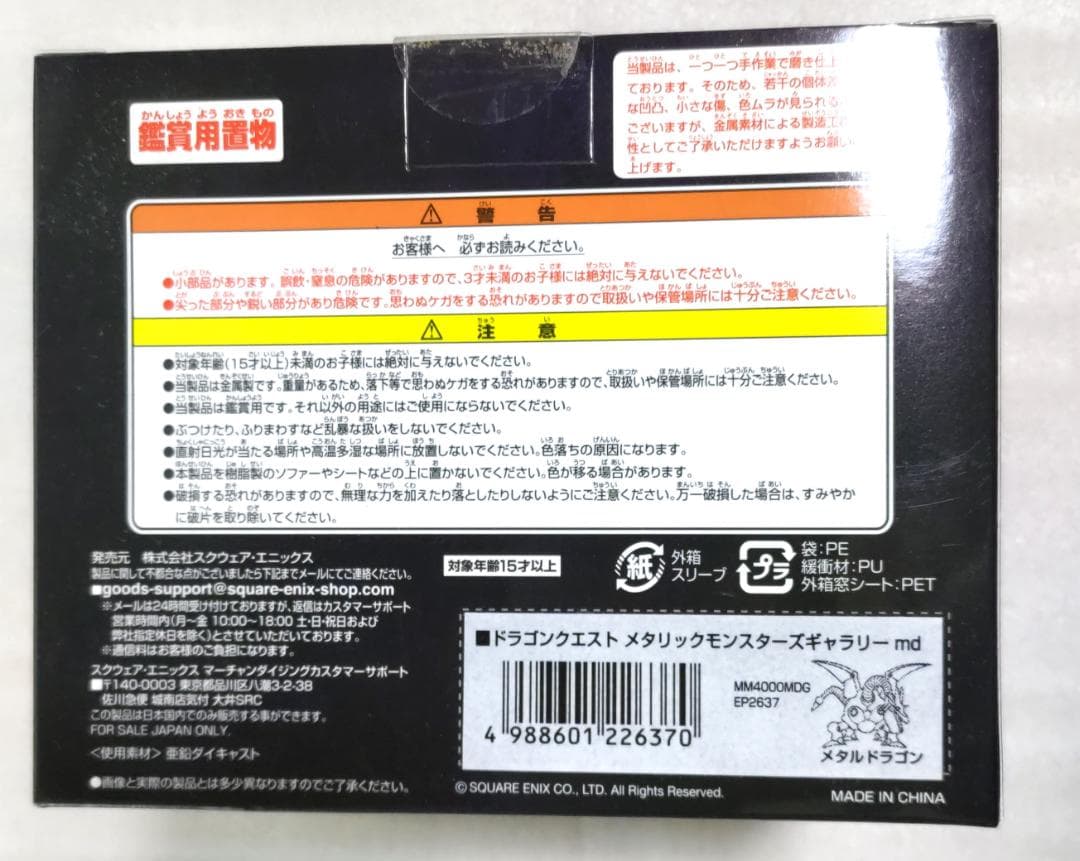 鑑賞用置物
当製品は、一つ一つ手作業で磨き仕上
ております。そのため、若干の個体差
な凹凸、小さな傷、色ムラが見られる
ございますが、金属素材による製造工
性としてご了承いただけますようお願い
上げます。
⚠ 警告
お客様へ 必ずお読みください。
●小部品があります。誤飲・窒息の危険がありますので、3才未満のお子様には絶対に与えないでください。
●尖った部分や鋭い部分があり危険です。思わぬケガをする恐れがありますので取扱いや保管場所には十分ご注意ください。
⚠ 注意
●対象年齢(15才以上)未満のお子様には絶対に与えないでください。
●当製品は金属製です。重量があるため、落下等で思わぬケガをする恐れがありますので、取扱いや保管場所には十分ご注意ください。
●当製品は鑑賞用です。それ以外の用途にはご使用にならないでください。
●ぶつけたり、ふりまわすなど乱暴な扱いをしないでください。
●直射日光が当たる場所や高温多湿な場所に放置しないでください。色落ちの原因になります。
●本製品を樹脂製のソファーやシートなどの上に置かないでください。色が移る場合があります。
●破損する恐れがありますので、無理な力を加えたり落としたりしないようにご注意ください。万一破損した場合は、すみやか
に破片を取り除いてください。
発売元 株式会社スクウェア・エニックス
製品に関して不都合な点がございましたら下記までメールにてご連絡ください。
■goods-support@square-enix-shop.com
※メールは24時間受け付けておりますが、返信はカスタマーサポート
営業時間内(月〜金 10:00〜18:00 土・日・祝日および
弊社指定休日を除く)とさせていただいております。
※通信料はお客様のご負担になります。
スクウェア・エニックス マーチャンダイジングカスタマーサポート
■〒140-0003 東京都品川区八潮3-2-38
佐川急便 城南店気付 大井SRC
この製品は日本国内でのみ販売する事ができます。
FOR SALE JAPAN ONLY.
<使用素材> 亜鉛ダイキャスト
●画像と実際の製品とは多少異なりますのでご了承ください。
対象年齢15才以上
紙
外箱
スリーブ
プラ
袋:PE
緩衝材:PU
外箱窓シート:PET
■ドラゴンクエスト メタリックモンスターズギャラリー md
MM4000MDG
EP2637
4 988601 226370
メタルドラゴン
© SQUARE ENIX CO., LTD. All Rights Reserved.
MADE IN CHINA